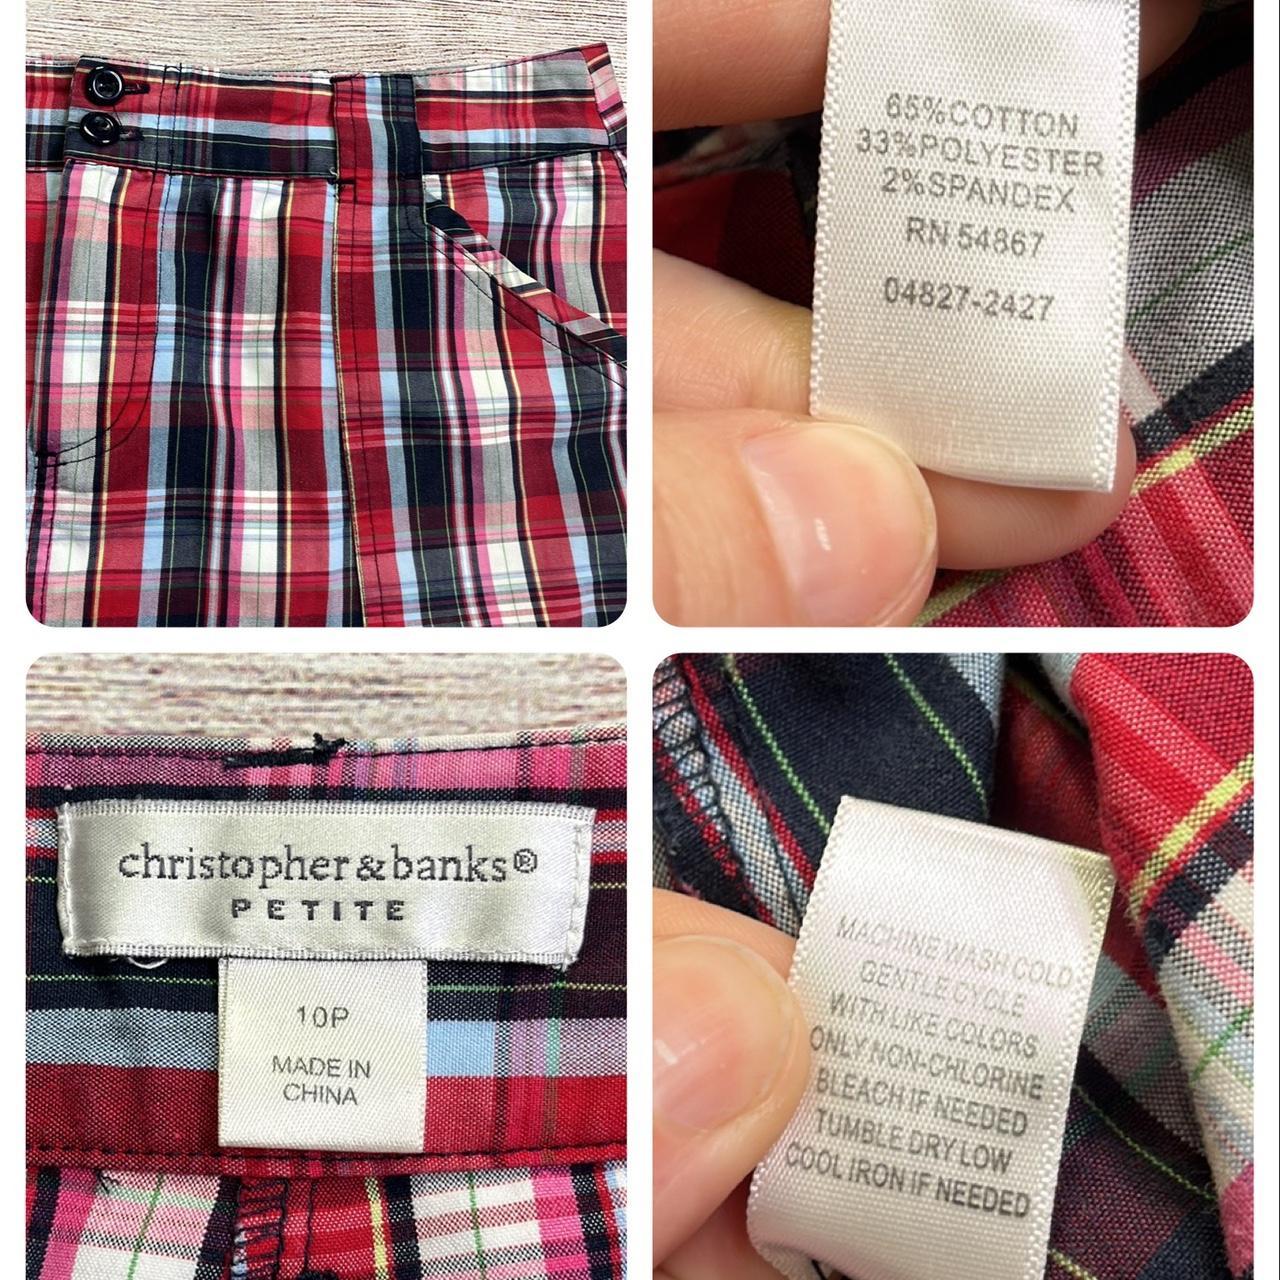 65%COTTON
33%POLYESTER
2%SPANDEX
RN 54867
04827-2427
christopher&banks®
PETITE
10P
MADE IN
CHINA
MACHINE WASH COLD
GENTLE CYCLE
WITH LIKE COLORS
ONLY NON-CHLORINE
BLEACH IF NEEDED
TUMBLE DRY LOW
COOL IRON IF NEEDED